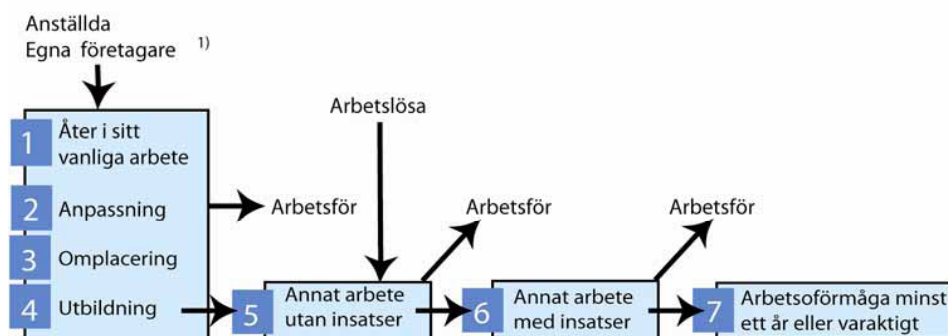 Anställda
Egna företagare 1)
Arbetslösa
1 Åter i sitt
vanliga arbete
2 Anpassning
Arbetsför
Arbetsför
Arbetsför
3 Omplacering
4 Utbildning
5 Annat arbete
utan insatser
6 Annat arbete
med insatser
7 Arbetsoförmåga minst
ett år eller varaktigt